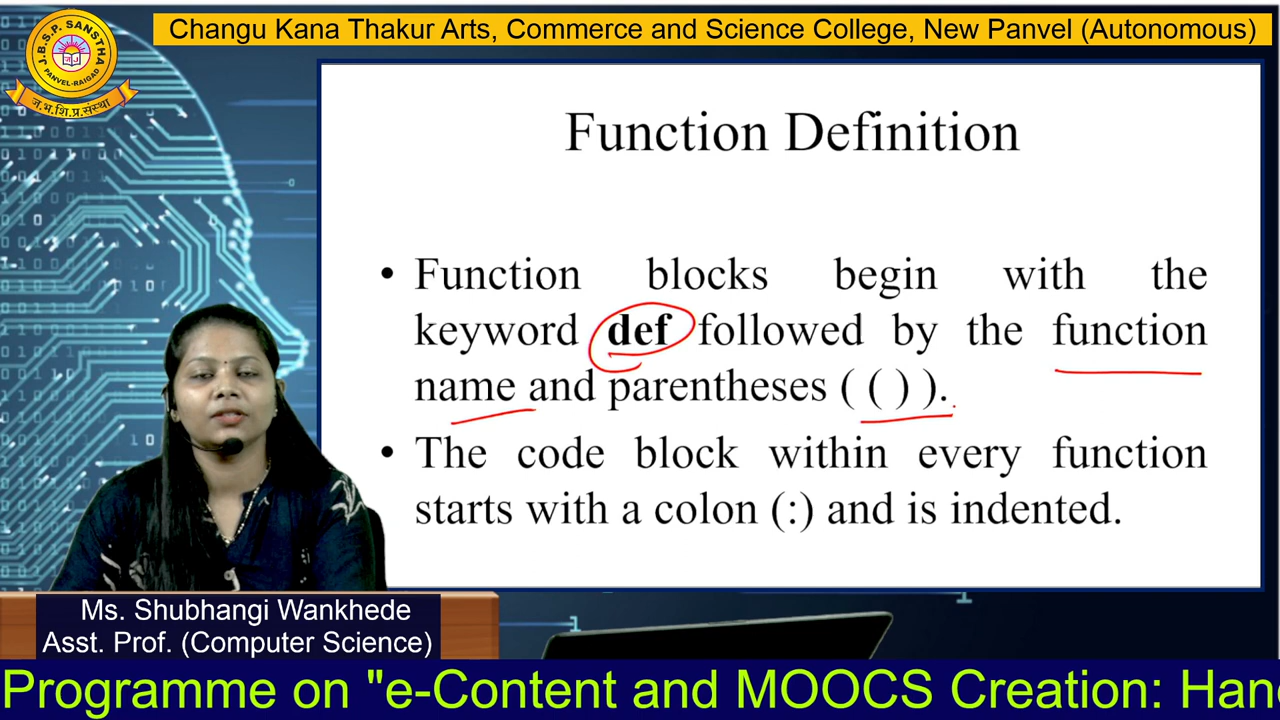 J.B.S.P. SANSTHA
PANVEL-RAIGAD
ज.भ.शि.प्र.संस्था
Changu Kana Thakur Arts, Commerce and Science College, New Panvel (Autonomous)
Function Definition
• Function blocks begin with the
keyword def followed by the function
name and parentheses ( ( ) ).
• The code block within every function
starts with a colon (:) and is indented.
Ms. Shubhangi Wankhede
Asst. Prof. (Computer Science)
Programme on "e-Content and MOOCS Creation: Han